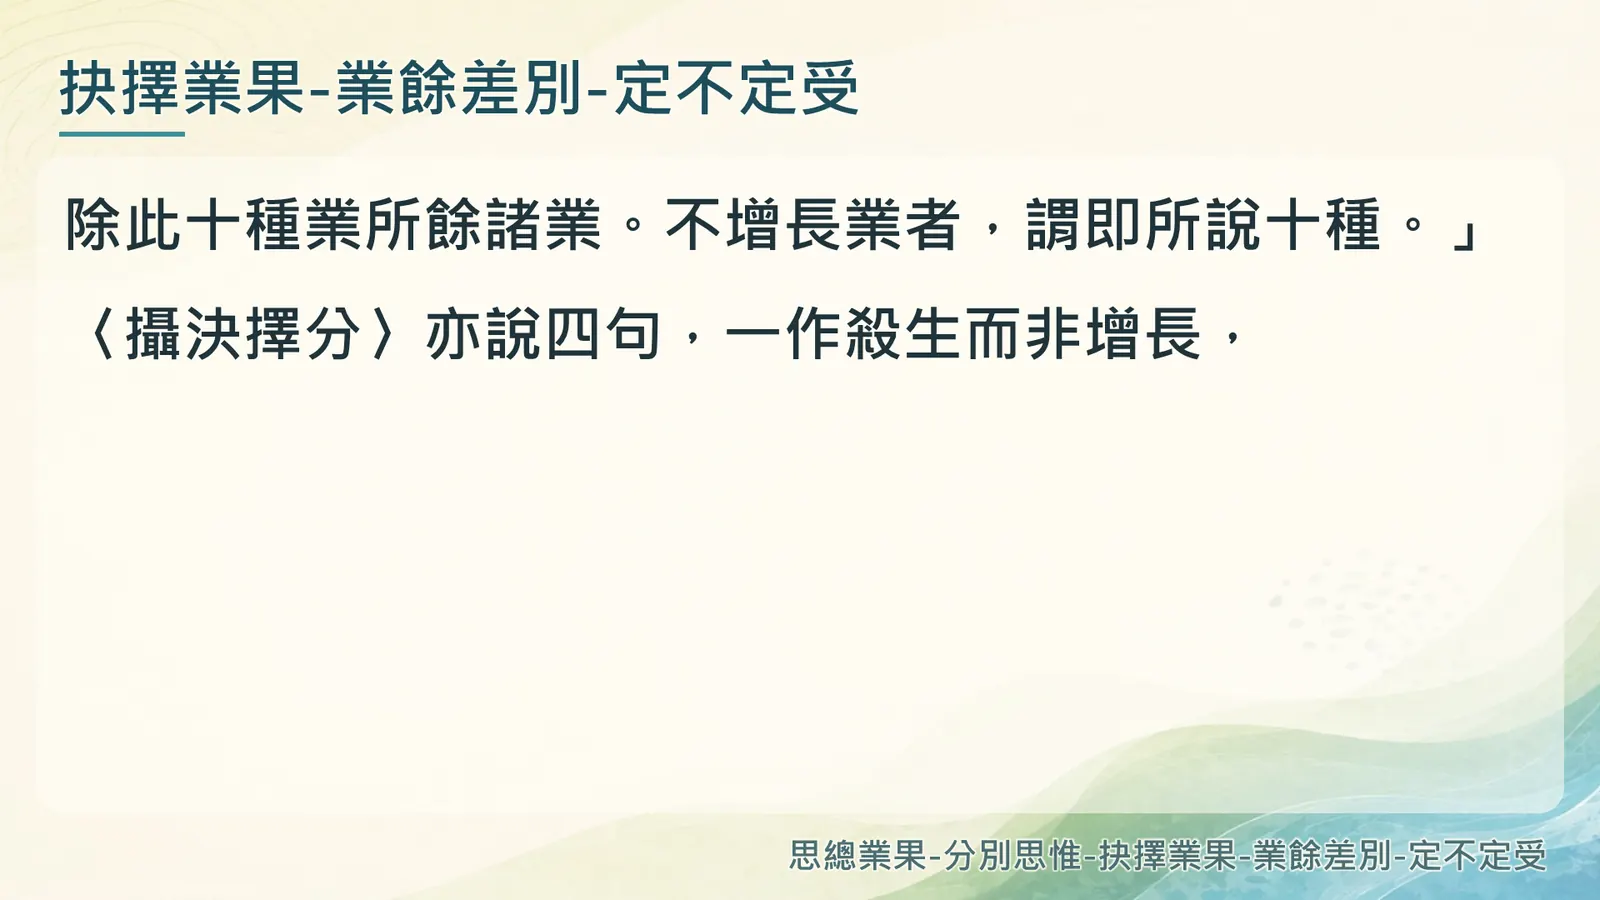 抉擇業果-業餘差別-定不定受
除此十種業所餘諸業。不增長業者，謂即所說十種。」
〈攝決擇分〉亦說四句，一作殺生而非增長，
思總業果-分別思惟-抉擇業果-業餘差別-定不定受